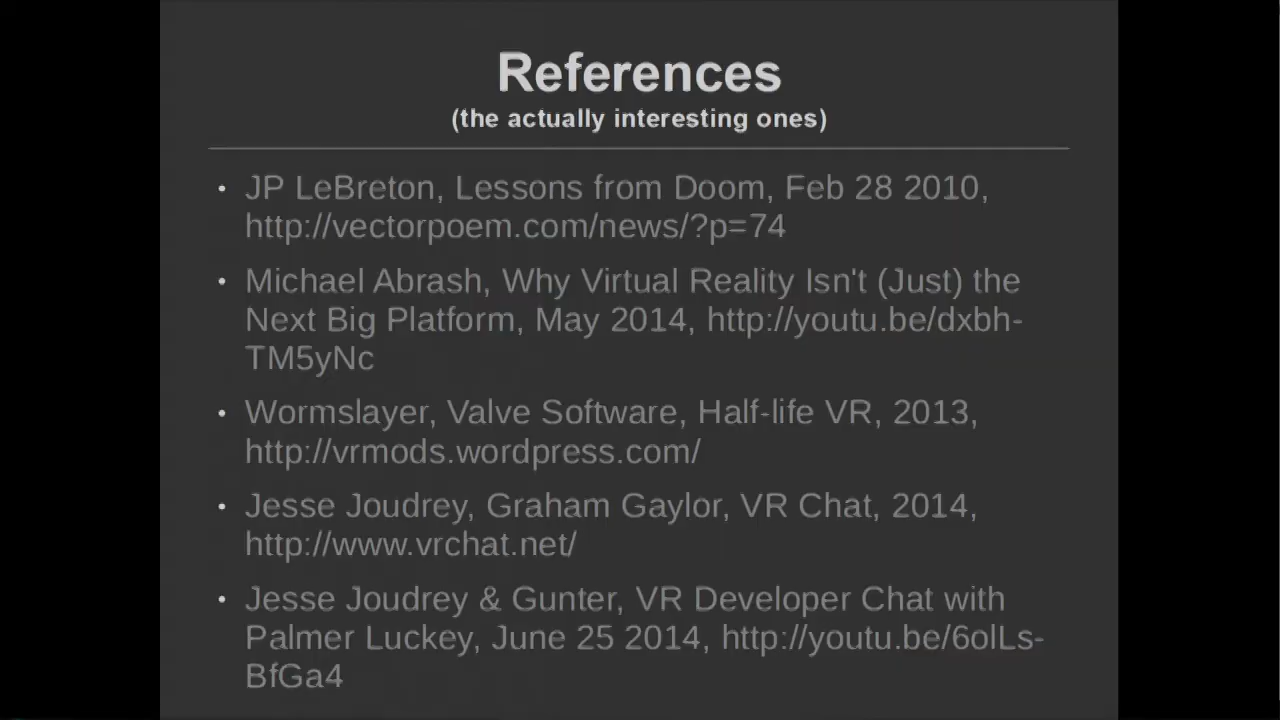 References
(the actually interesting ones)
• JP LeBreton, Lessons from Doom, Feb 28 2010,
http://vectorpoem.com/news/?p=74
• Michael Abrash, Why Virtual Reality Isn't (Just) the
Next Big Platform, May 2014, http://youtu.be/dxbh-
TM5yNc
• Wormslayer, Valve Software, Half-life VR, 2013,
http://vrmods.wordpress.com/
• Jesse Joudrey, Graham Gaylor, VR Chat, 2014,
http://www.vrchat.net/
• Jesse Joudrey & Gunter, VR Developer Chat with
Palmer Luckey, June 25 2014, http://youtu.be/6olLs-
BfGa4